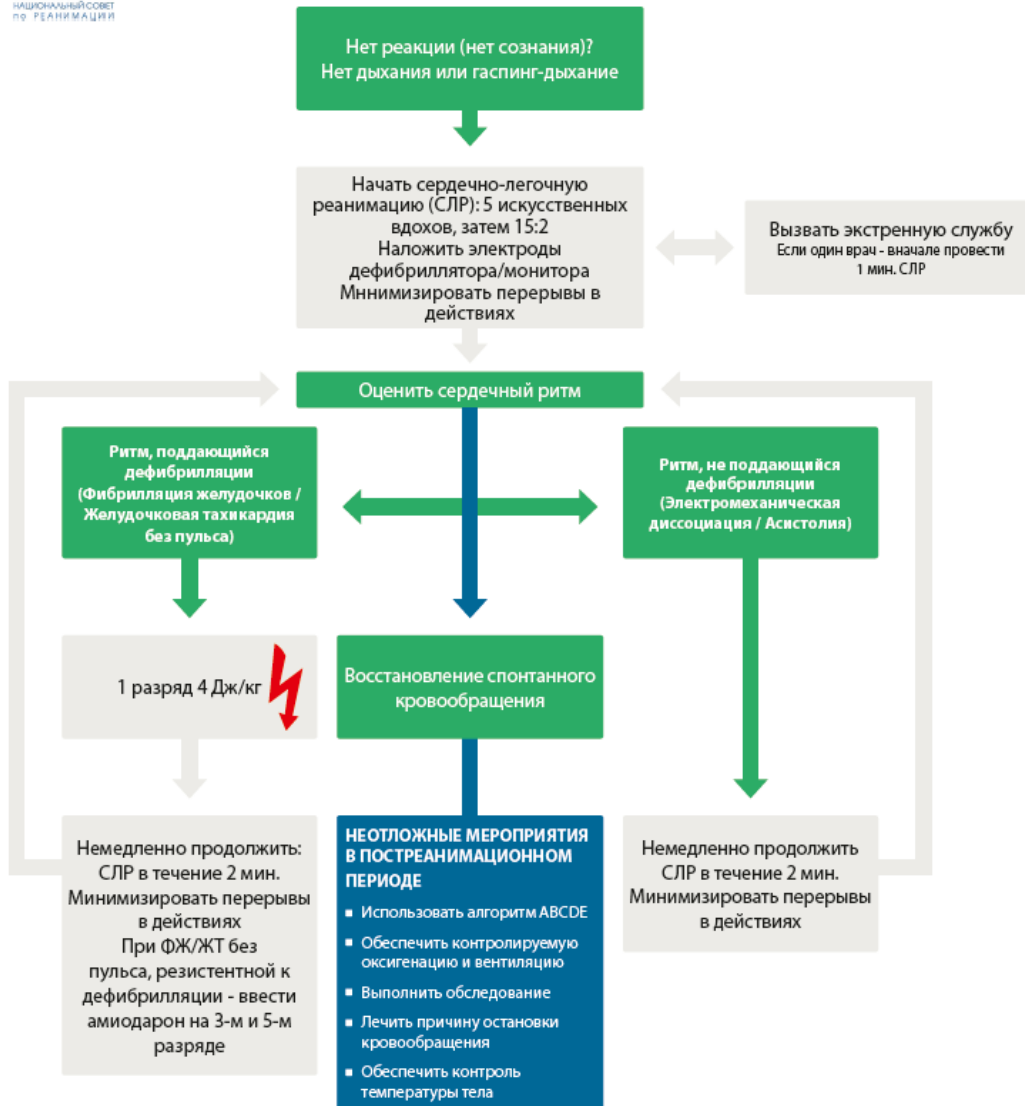 НАЦИОНАЛЬНЫЙ СОВЕТ
ПО РЕАНИМАЦИИ
Нет реакции (нет сознания)?
Нет дыхания или гаспинг-дыхание
Начать сердечно-легочную
реанимацию (СЛР): 5 искусственных
вдохов, затем 15:2
Наложить электроды
дефибриллятора/монитора
Мннимизировать перерывы в
действиях
Вызвать экстренную службу
Если один врач - вначале провести
1 мин. СЛР
Оценить сердечный ритм
Ритм, поддающийся
дефибрилляции
(Фибрилляция желудочков /
Желудочковая тахикардия
без пульса)
Ритм, не поддающийся
дефибрилляции
(Электромеханическая
диссоциация / Асистолия)
1 разряд 4 Дж/кг
Восстановление спонтанного
кровообращения
Немедленно продолжить:
СЛР в течение 2 мин.
Минимизировать перерывы
в действиях
При ФЖ/ЖТ без
пульса, резистентной к
дефибрилляции - ввести
амиодарон на 3-м и 5-м
разряде
НЕОТЛОЖНЫЕ МЕРОПРИЯТИЯ
В ПОСТРЕАНИМАЦИОННОМ
ПЕРИОДЕ
▪ Использовать алгоритм ABCDE
▪ Обеспечить контролируемую
оксигенацию и вентиляцию
▪ Выполнить обследование
▪ Лечить причину остановки
кровообращения
▪ Обеспечить контроль
температуры тела
Немедленно продолжить
СЛР в течение 2 мин.
Минимизировать перерывы
в действиях